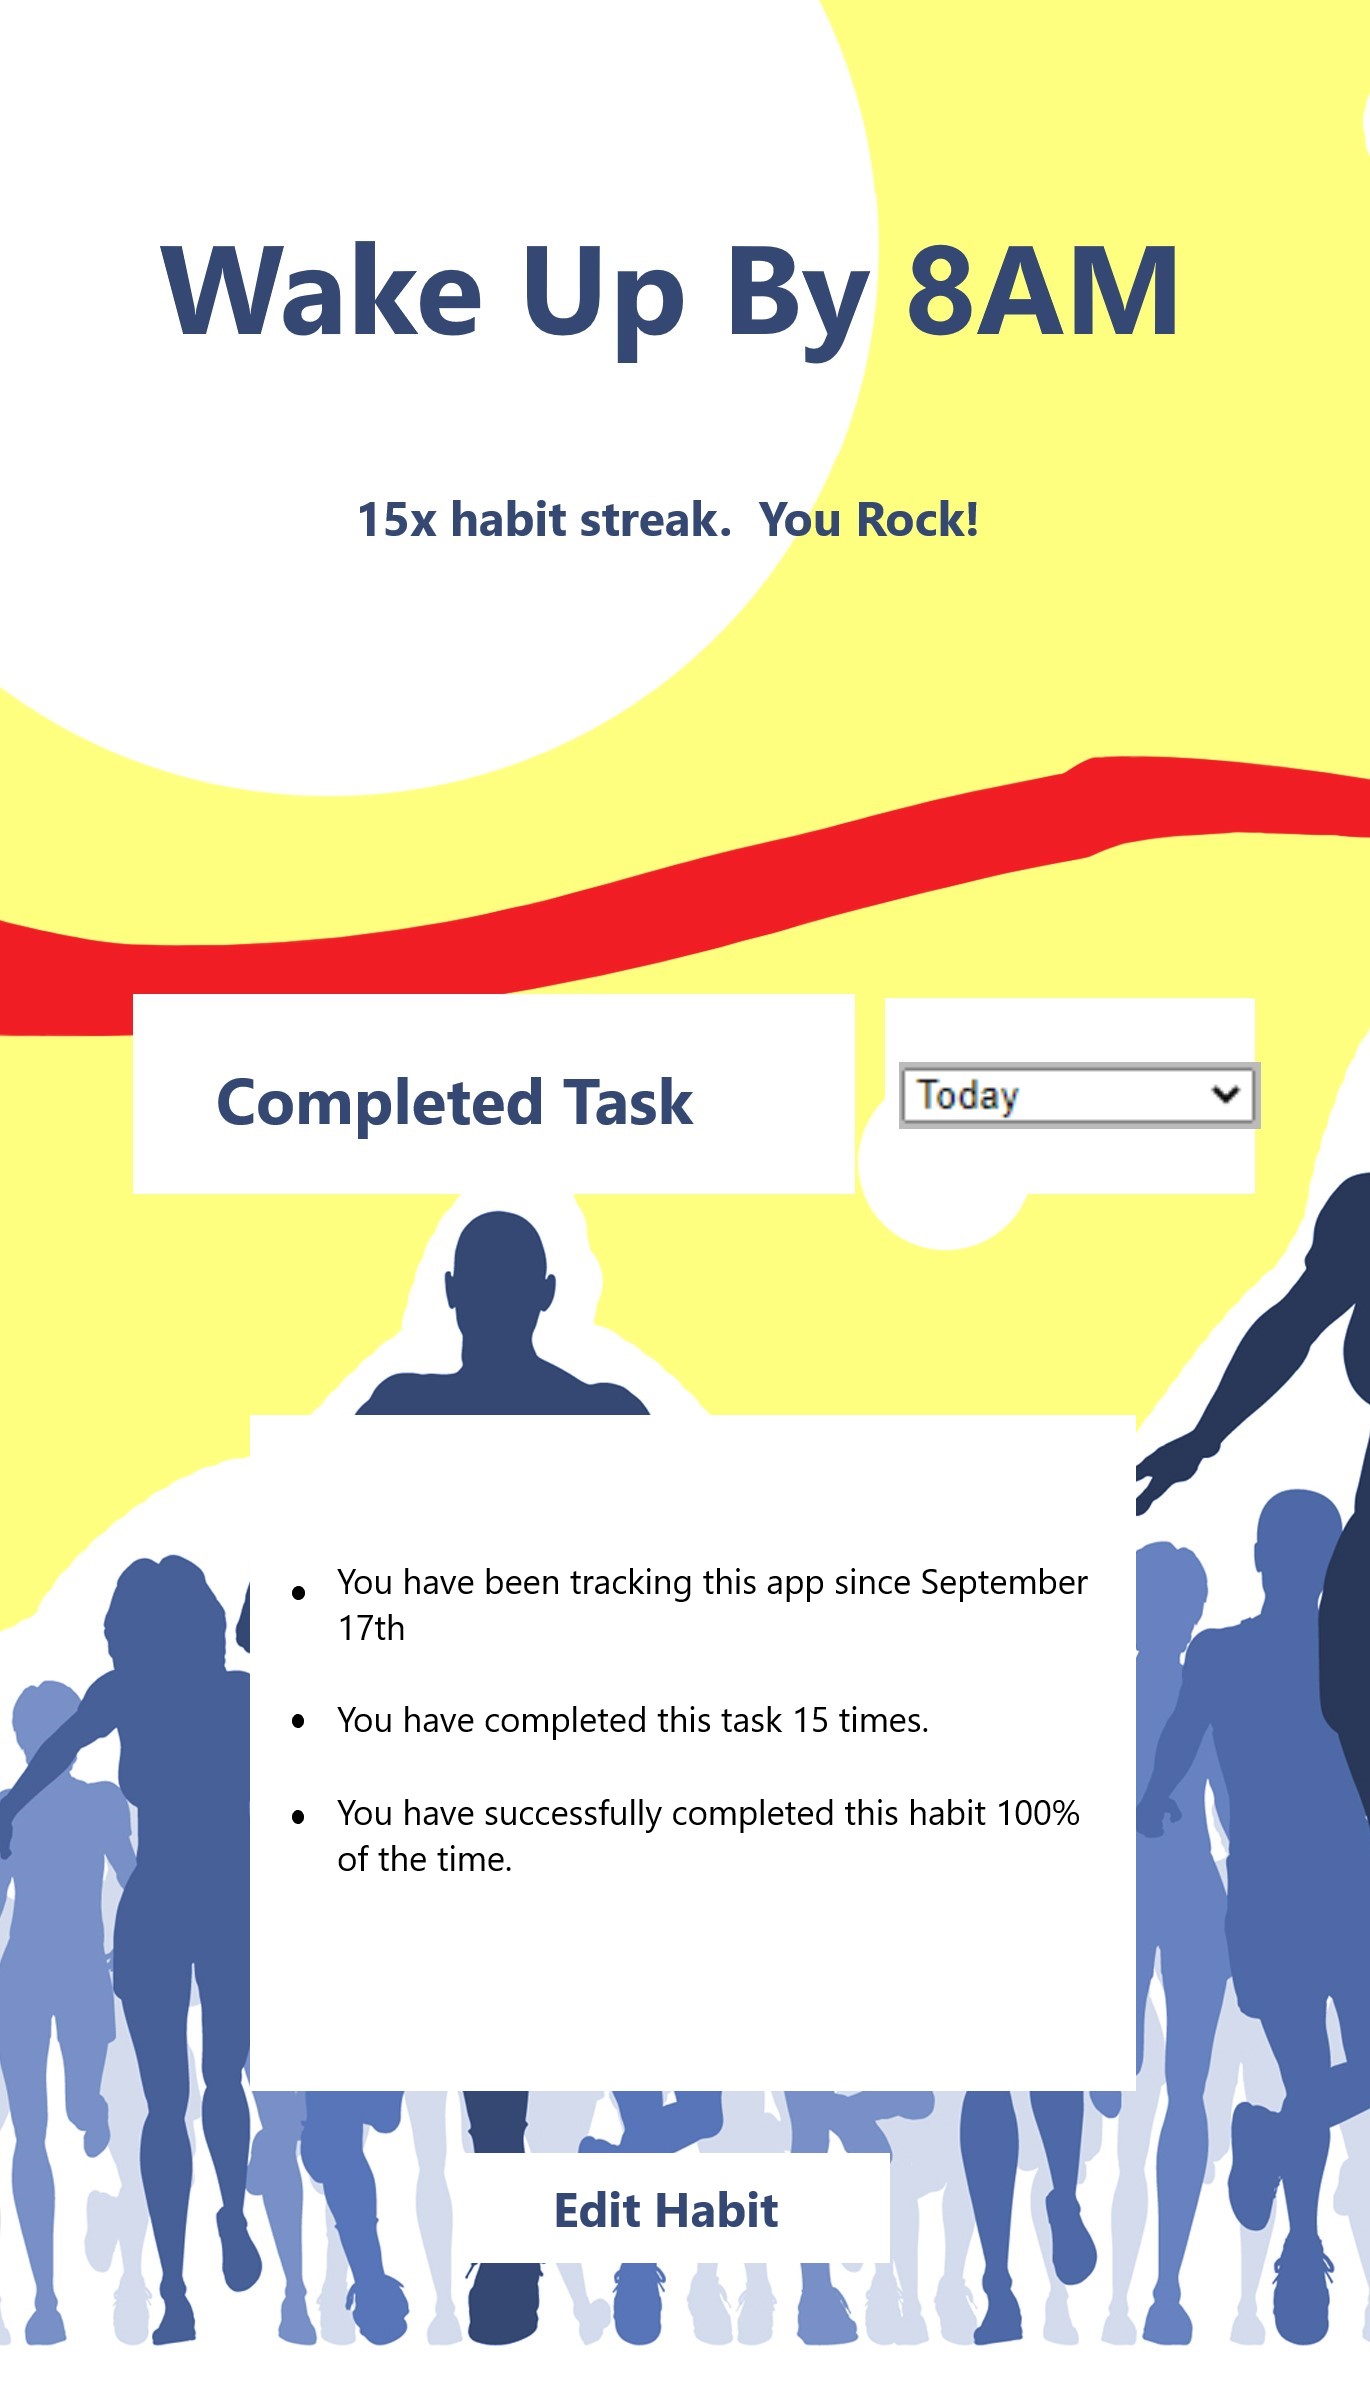 Wake Up By 8AM
15x habit streak.  You Rock!
Completed Task
Today
• You have been tracking this app since September
17th
• You have completed this task 15 times.
• You have successfully completed this habit 100%
of the time.
Edit Habit